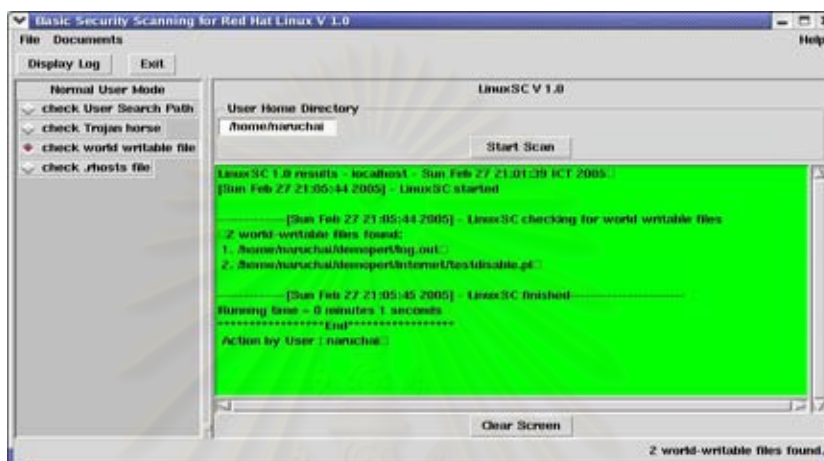 Basic Security Scanning for Red Hat Linux V 1.0
File Documents Help
Display Log Exit
Normal User Mode
check User Search Path
check Trojan horse
check world writable file
check .rhosts file
LinuxSC V 1.0
User Home Directory
/home/naruchai
Start Scan
LinuxSC 1.0 results - localhost - Sun Feb 27 21:01:39 ICT 2005
[Sun Feb 27 21:05:44 2005] - LinuxSC started
-------------[Sun Feb 27 21:05:44 2005] - LinuxSC checking for world writable files
2 world-writable files found:
1. /home/naruchai/demoperl/log.out
2. /home/naruchai/demoperl/internet/testdisable.pl
-------------[Sun Feb 27 21:05:45 2005] - LinuxSC finished----------------------
Running time = 0 minutes 1 seconds
*****************End*****************
Action by User : naruchai
Clear Screen
2 world-writable files found.